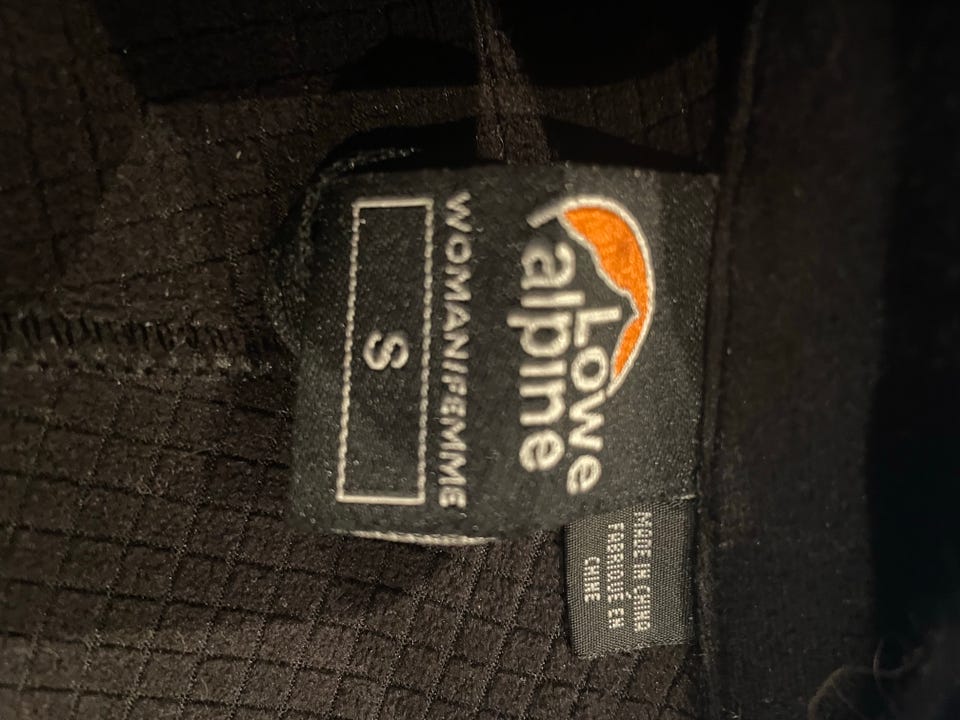 Lowe
alpine
WOMAN/FEMME
S
MADE IN CHINA
FABRIQUÉ EN
CHINE